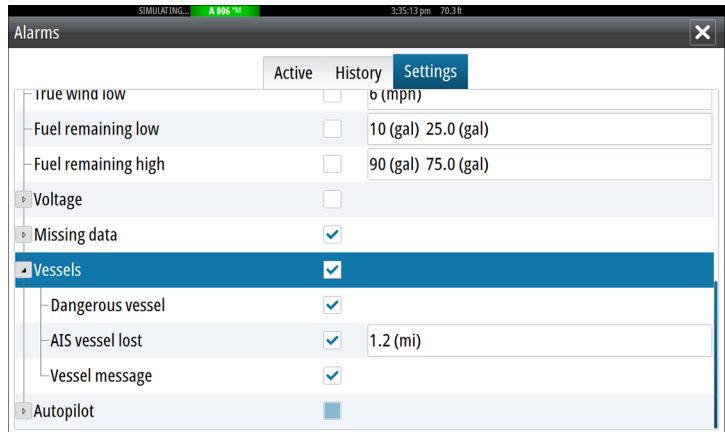 SIMULATING... A 006 °M 3:35:13 pm 70.3 ft
Alarms
Active History Settings
True wind low 6 (mph)
Fuel remaining low 10 (gal) 25.0 (gal)
Fuel remaining high 90 (gal) 75.0 (gal)
Voltage
Missing data
Vessels
Dangerous vessel
AIS vessel lost 1.2 (mi)
Vessel message
Autopilot